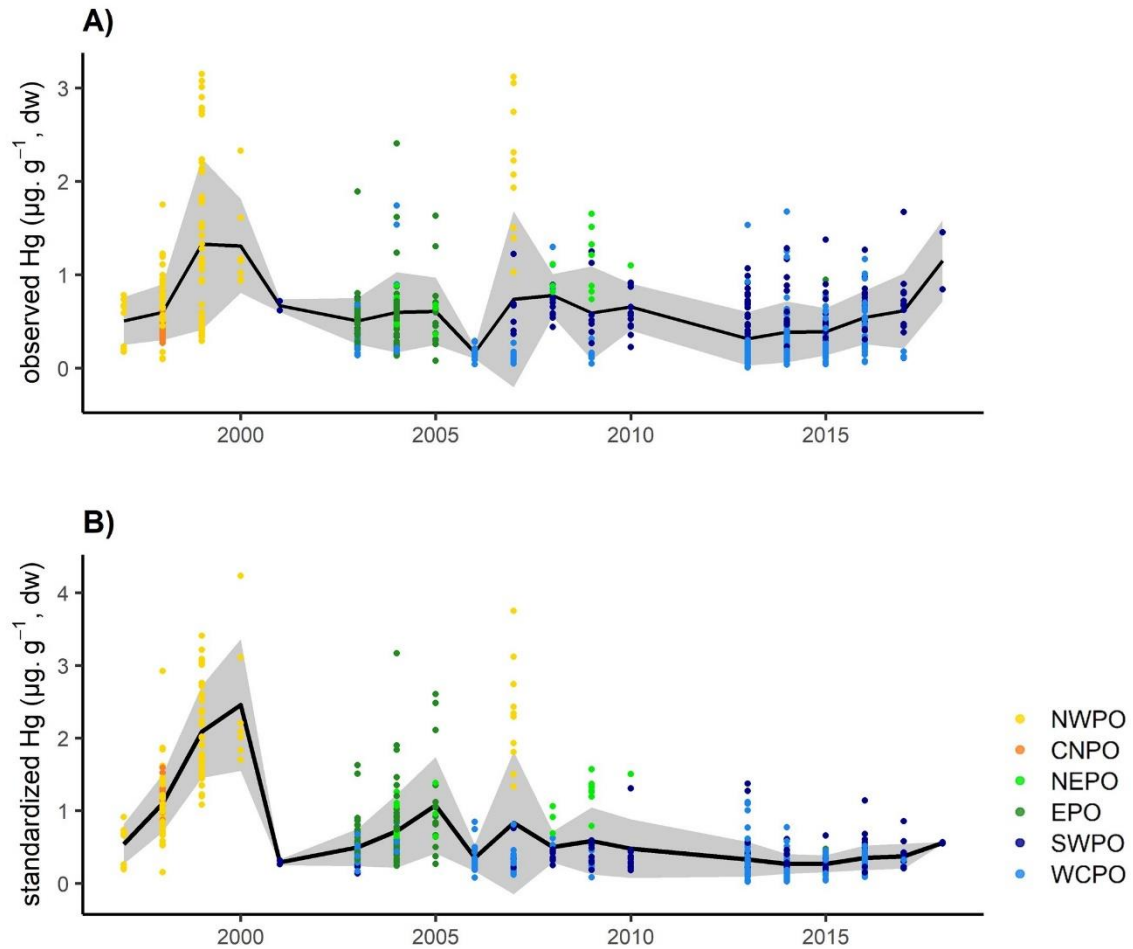 A)
observed Hg (µg. g⁻¹, dw)
3
2
1
0
2000 2005 2010 2015
B)
standardized Hg (µg. g⁻¹, dw)
4
3
2
1
0
2000 2005 2010 2015
NWPO
CNPO
NEPO
EPO
SWPO
WCPO